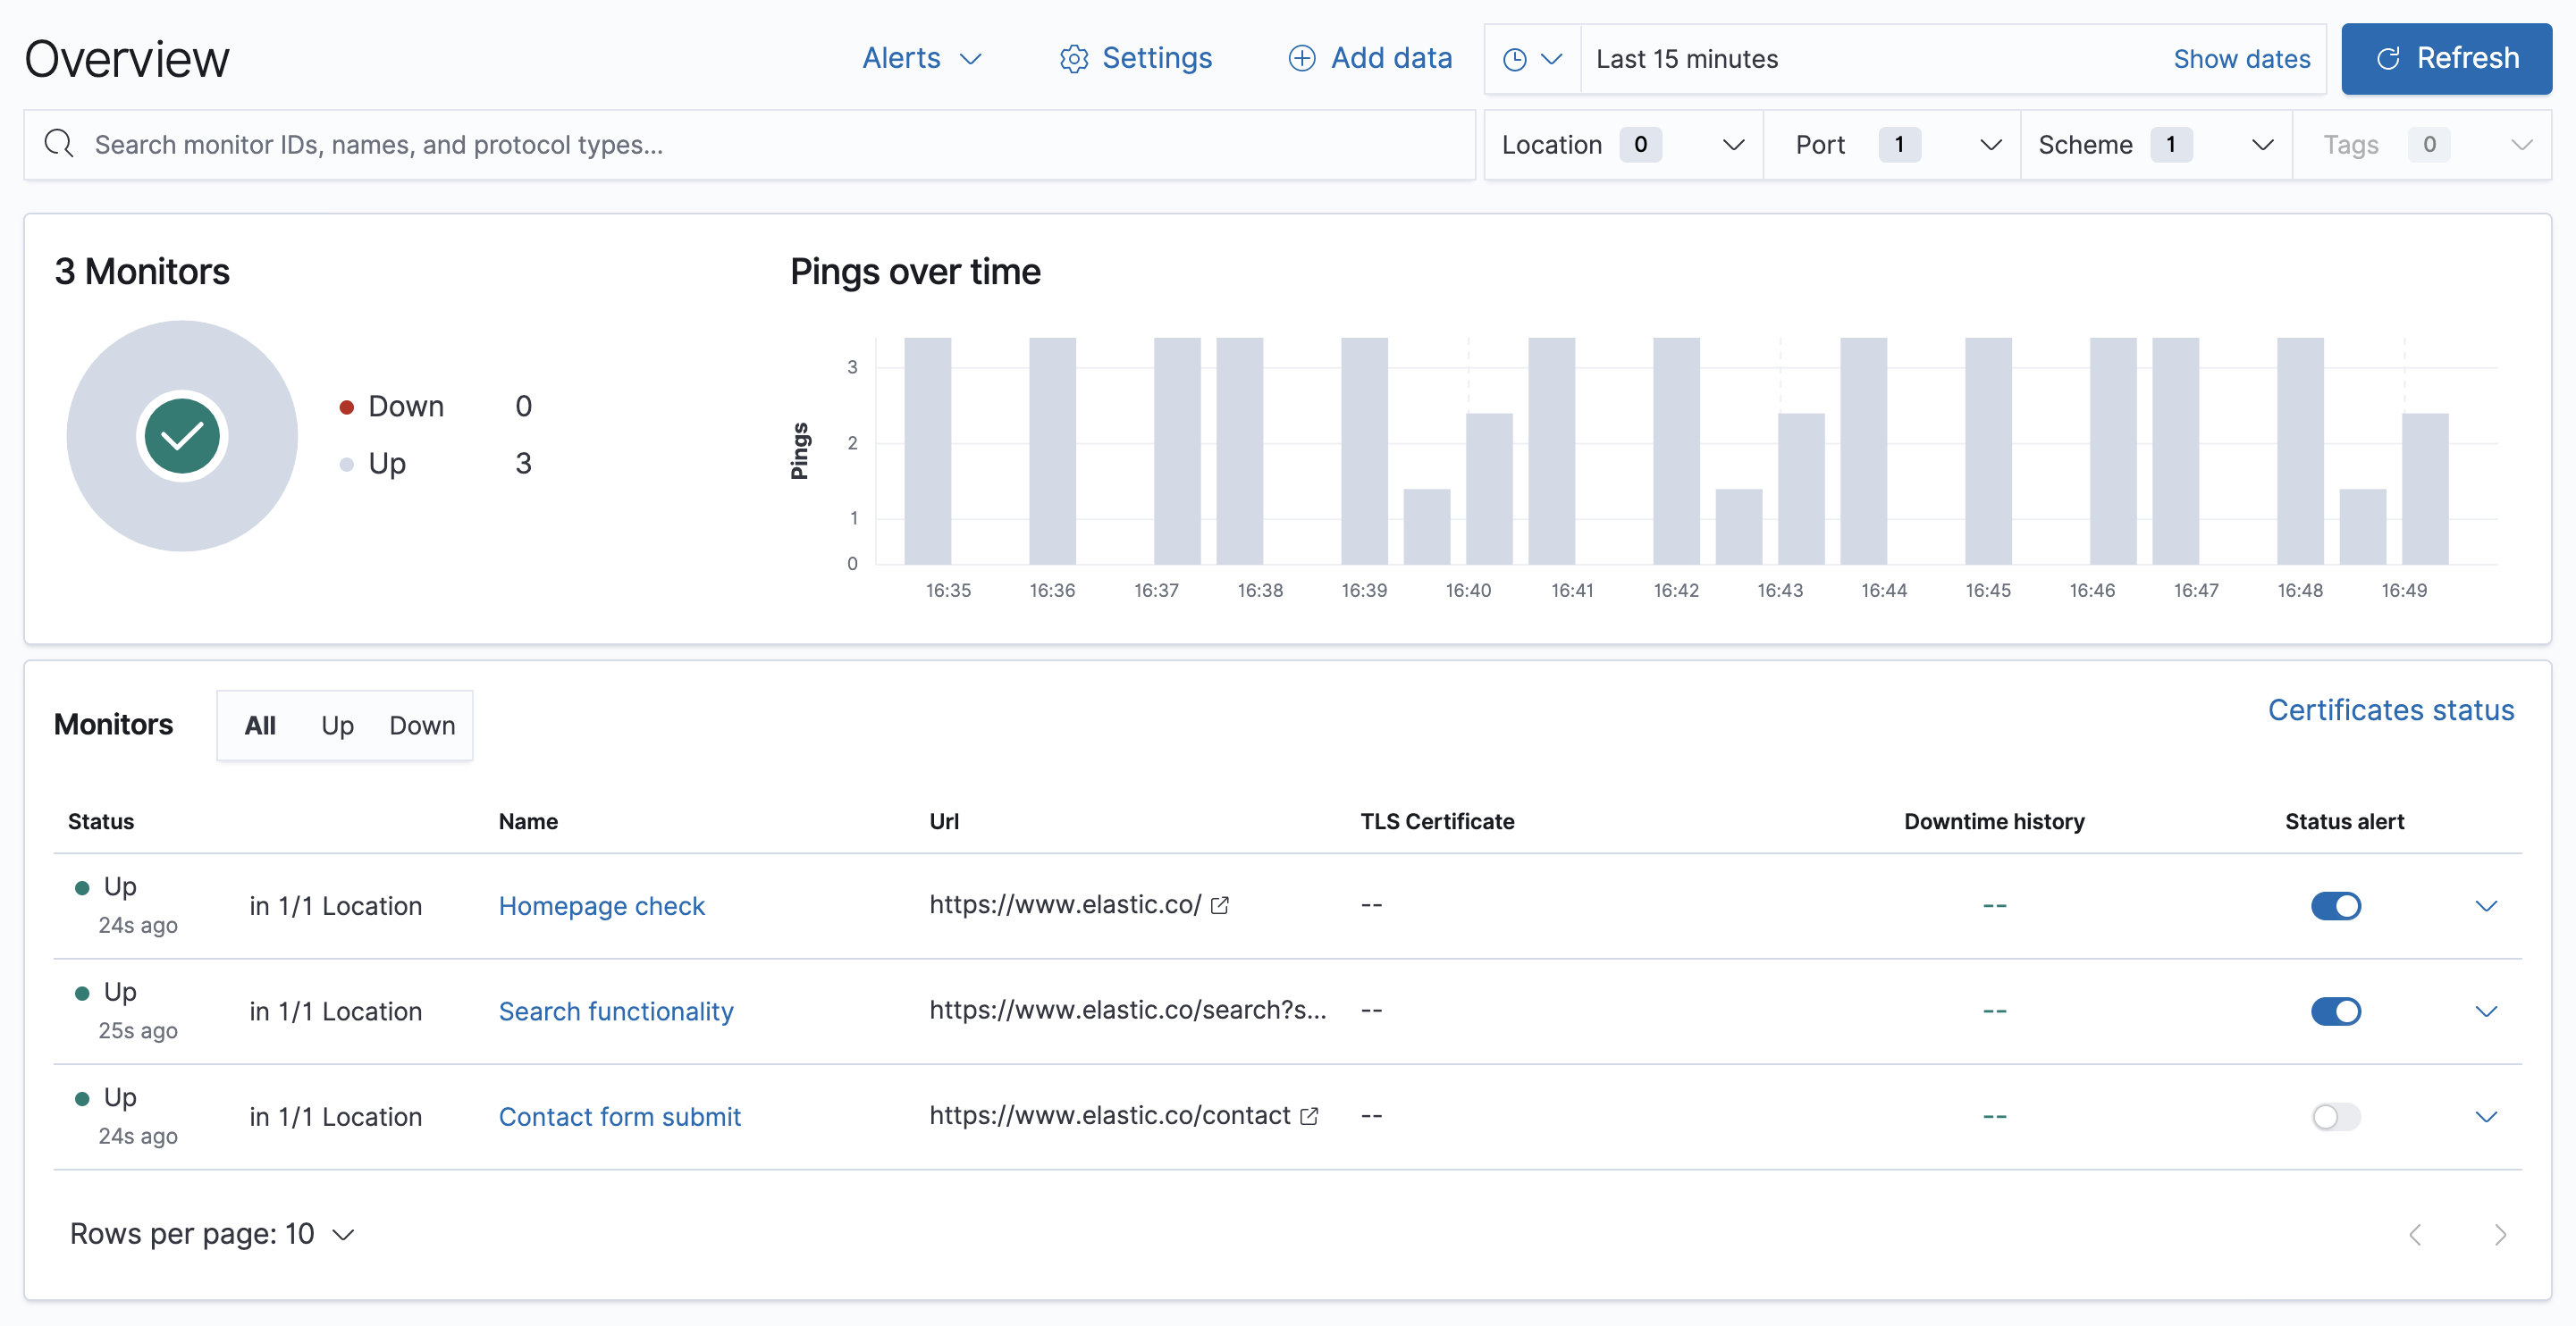 Overview
Alerts
Settings
Add data
Last 15 minutes
Show dates
Refresh
Search monitor IDs, names, and protocol types...
Location 0
Port 1
Scheme 1
Tags 0
3 Monitors
Down 0
Up 3
Pings over time
Pings
3
2
1
0
16:35 16:36 16:37 16:38 16:39 16:40 16:41 16:42 16:43 16:44 16:45 16:46 16:47 16:48 16:49
Monitors
All Up Down
Certificates status
Status Name Url TLS Certificate Downtime history Status alert
Up
24s ago
in 1/1 Location
Homepage check
https://www.elastic.co/
--
--
Up
25s ago
in 1/1 Location
Search functionality
https://www.elastic.co/search?s...
--
--
Up
24s ago
in 1/1 Location
Contact form submit
https://www.elastic.co/contact
--
--
Rows per page: 10